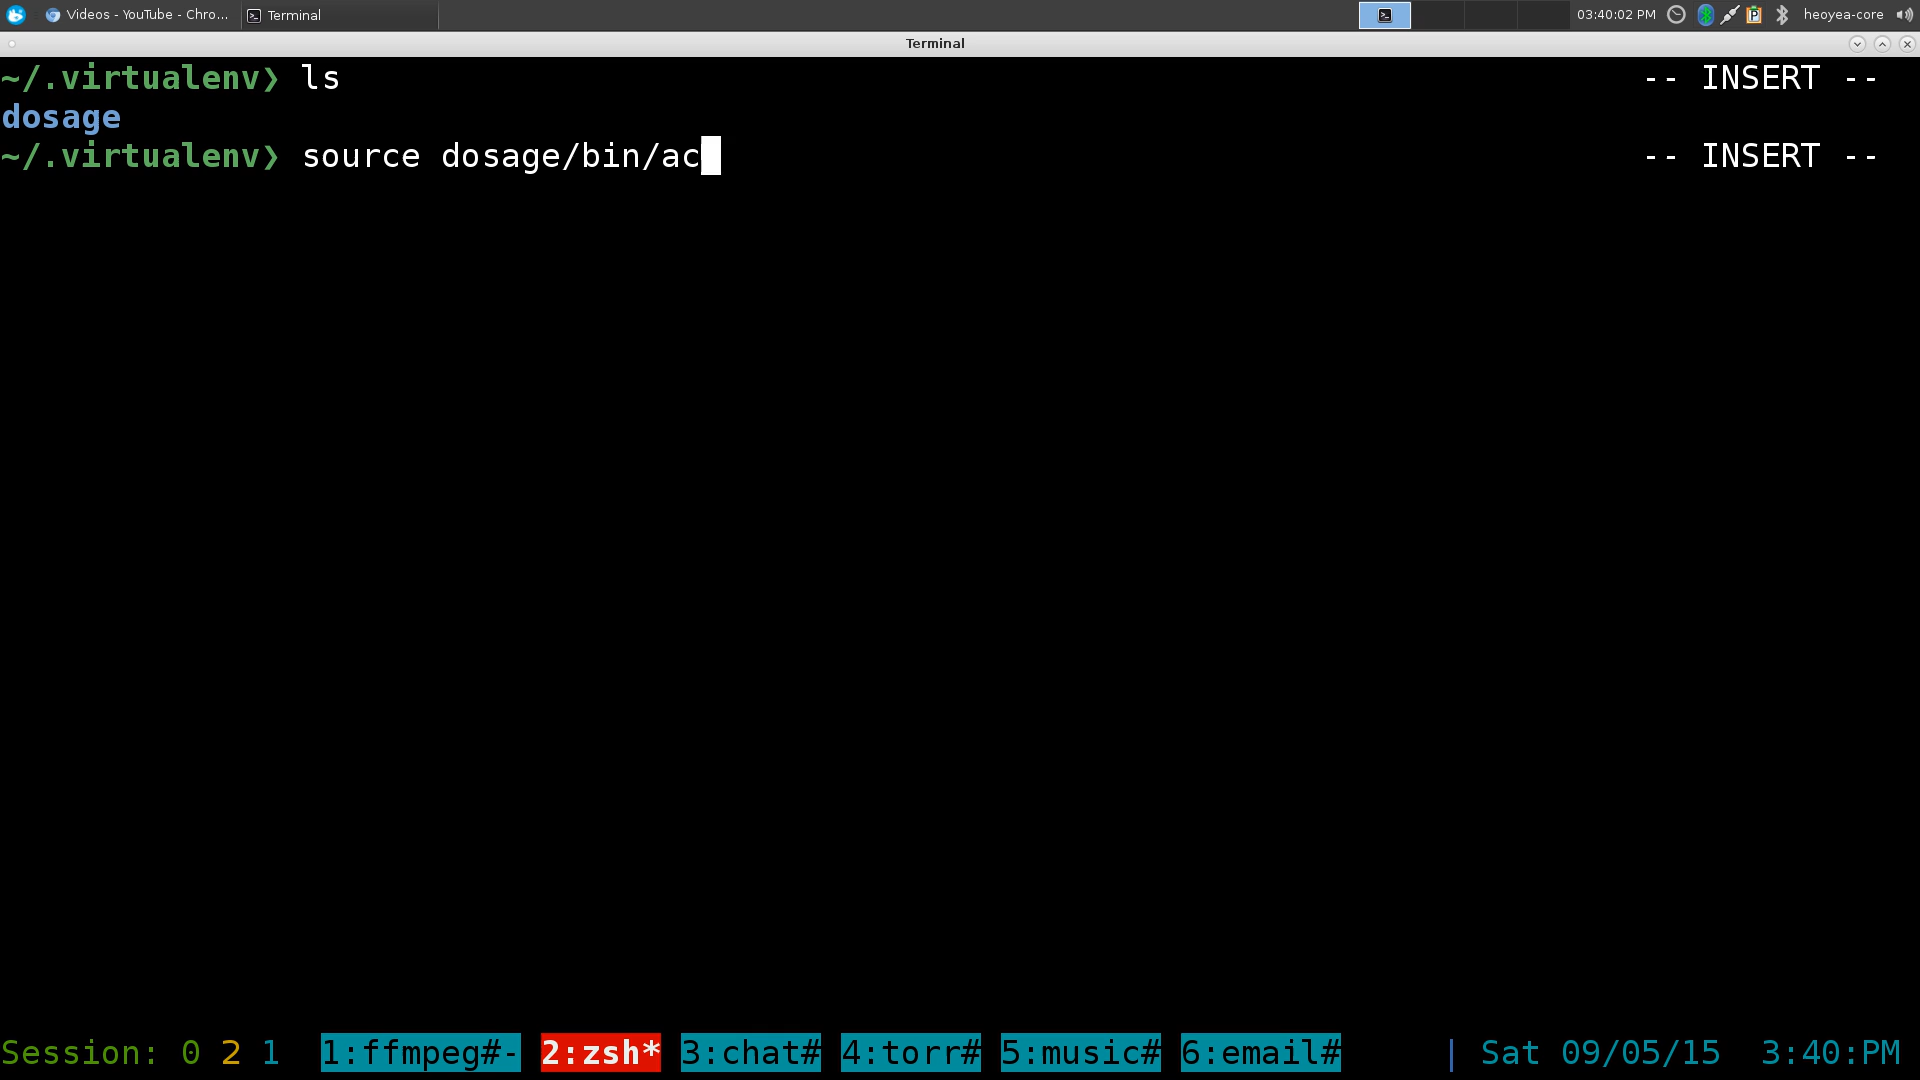 Videos - YouTube - Chro... Terminal 03:40:02 PM heoyea-core
Terminal
~/.virtualenv❯ ls -- INSERT --
dosage
~/.virtualenv❯ source dosage/bin/ac -- INSERT --
Session: 0 2 1 1:ffmpeg#- 2:zsh* 3:chat# 4:torr# 5:music# 6:email# | Sat 09/05/15 3:40:PM